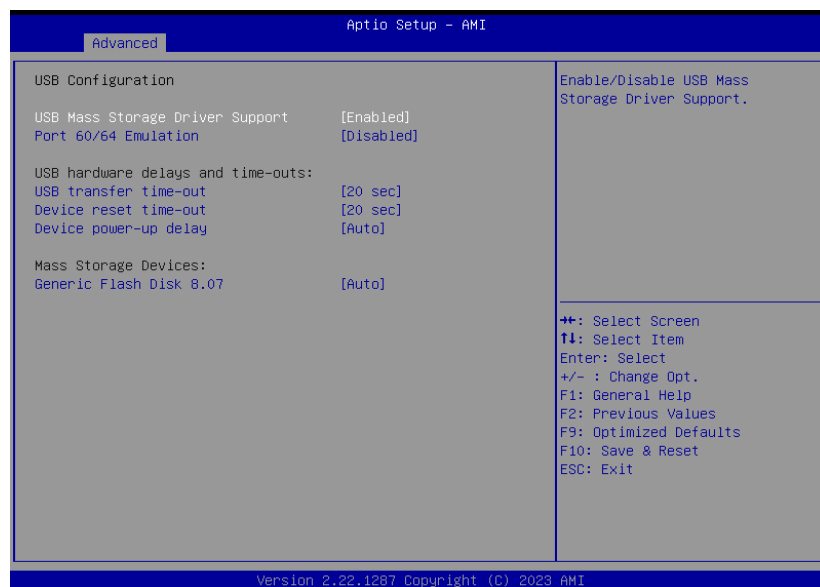 Aptio Setup – AMI
Advanced
USB Configuration
USB Mass Storage Driver Support [Enabled]
Port 60/64 Emulation [Disabled]
USB hardware delays and time-outs:
USB transfer time-out [20 sec]
Device reset time-out [20 sec]
Device power-up delay [Auto]
Mass Storage Devices:
Generic Flash Disk 8.07 [Auto]
Enable/Disable USB Mass
Storage Driver Support.
→←: Select Screen
↑↓: Select Item
Enter: Select
+/- : Change Opt.
F1: General Help
F2: Previous Values
F9: Optimized Defaults
F10: Save & Reset
ESC: Exit
Version 2.22.1287 Copyright (C) 2023 AMI